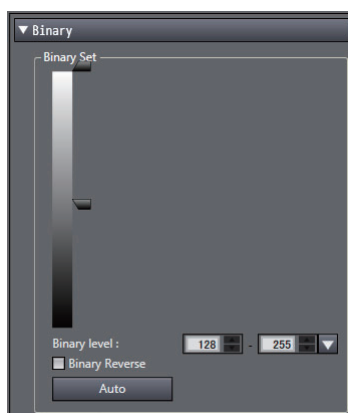 Binary
Binary Set
Binary level : 128 - 255
Binary Reverse
Auto